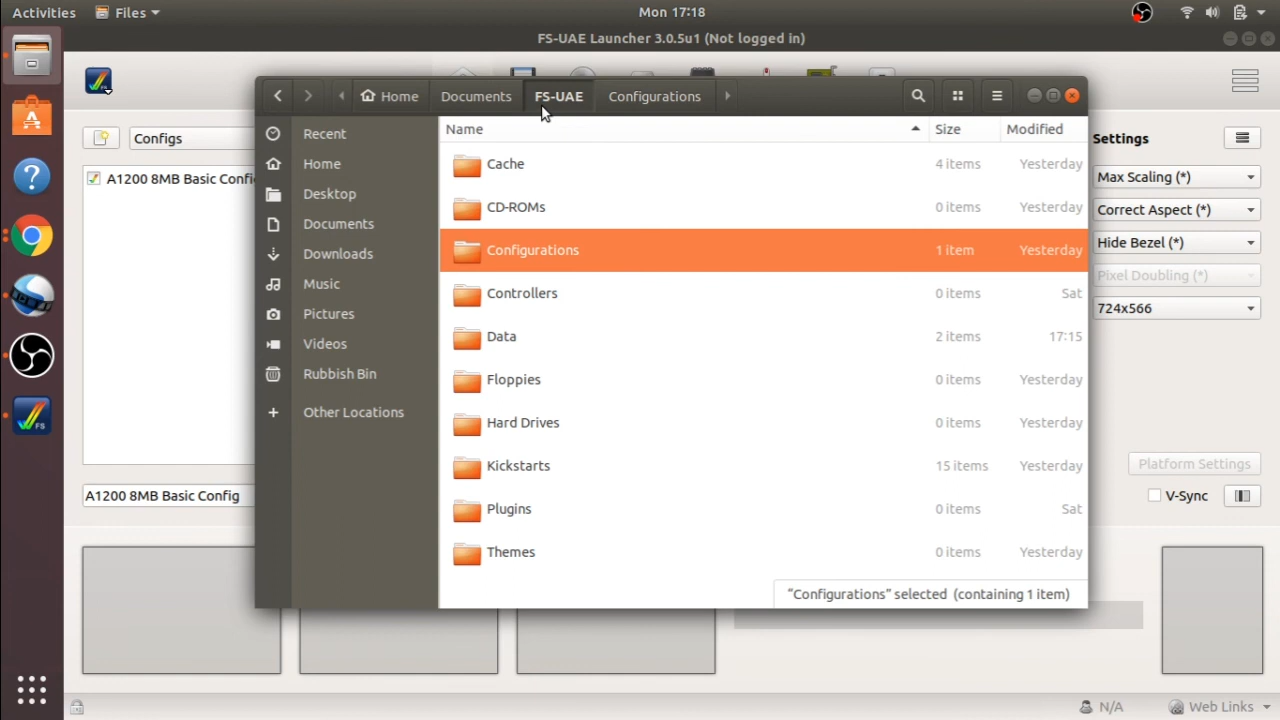 Activities Files Mon 17:18
FS-UAE Launcher 3.0.5u1 (Not logged in)
Home Documents FS-UAE Configurations
Configs
A1200 8MB Basic Confi
A1200 8MB Basic Config
Recent
Home
Desktop
Documents
Downloads
Music
Pictures
Videos
Rubbish Bin
Other Locations
Name Size Modified
Cache 4 items Yesterday
CD-ROMs 0 items Yesterday
Configurations 1 item Yesterday
Controllers 0 items Sat
Data 2 items 17:15
Floppies 0 items Yesterday
Hard Drives 0 items Yesterday
Kickstarts 15 items Yesterday
Plugins 0 items Sat
Themes 0 items Yesterday
“Configurations” selected (containing 1 item)
Settings
Max Scaling (*)
Correct Aspect (*)
Hide Bezel (*)
Pixel Doubling (*)
724x566
Platform Settings
V-Sync
FS
N/A Web Links